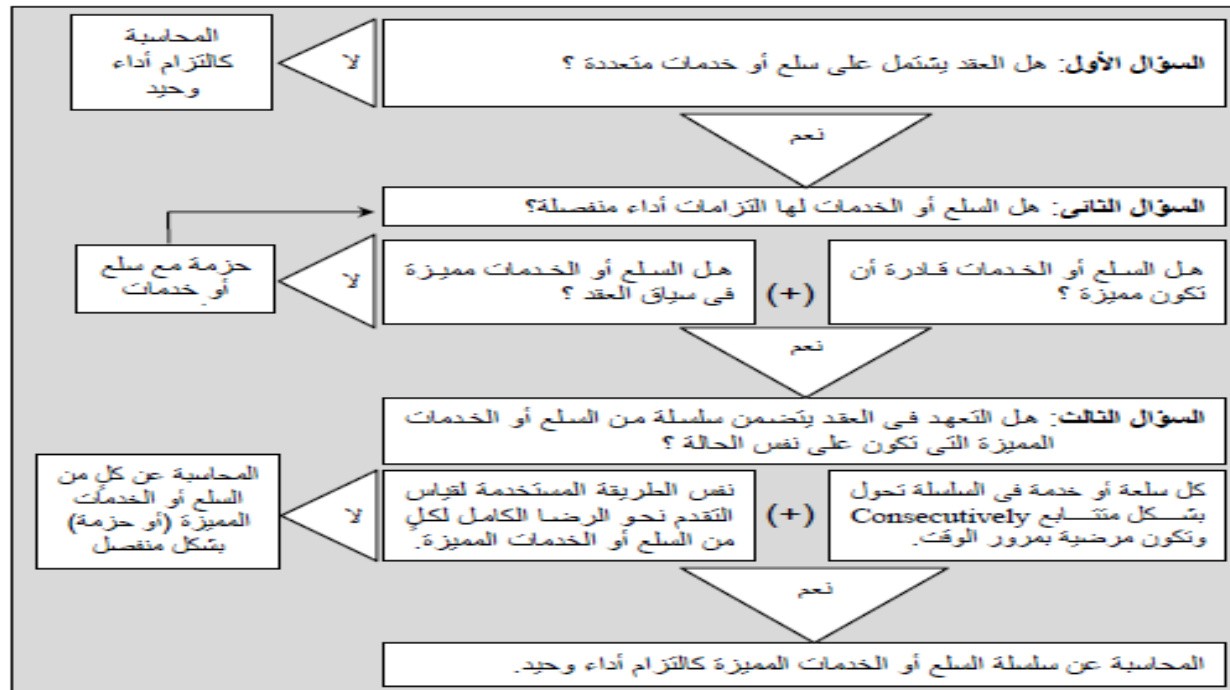 السؤال الأول: هل العقد يشتمل على سلع أو خدمات متعددة ؟
لا
المحاسبة
كالتزام أداء
وحيد
نعم
السؤال الثانى: هل السلع أو الخدمات لها التزامات أداء منفصلة؟
هل السلع أو الخدمات قادرة أن
تكون مميزة ؟
(+)
هل السلع أو الخدمات مميزة
فى سياق العقد ؟
لا
حزمة مع سلع
أو خدمات
.
نعم
السؤال الثالث: هل التعهد فى العقد يتضمن سلسلة من السلع أو الخدمات
المميزة التى تكون على نفس الحالة ؟
كل سلعة أو خدمة فى السلسلة تحول
بشكل متتابع Consecutively
وتكون مرضية بمرور الوقت.
(+)
نفس الطريقة المستخدمة لقياس
التقدم نحو الرضا الكامل لكلٍ
من السلع أو الخدمات المميزة.
لا
المحاسبة عن كلٍ من
السلع أو الخدمات
المميزة (أو حزمة)
بشكل منفصل
نعم
المحاسبة عن سلسلة السلع أو الخدمات المميزة كالتزام أداء وحيد.